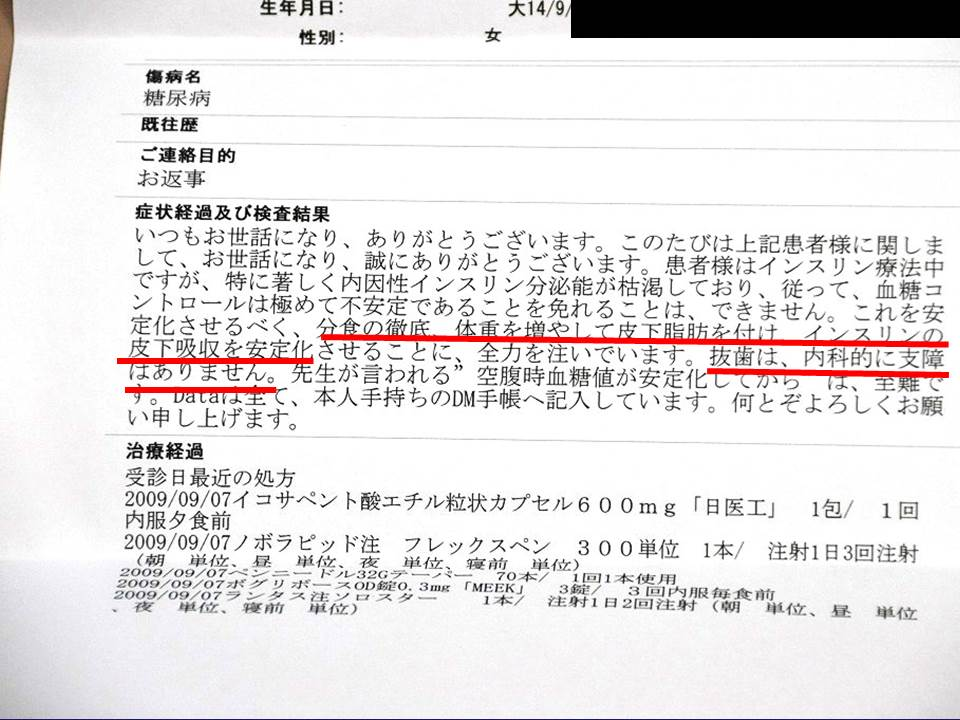 生年月日： 大14/9/
性別： 女
傷病名
糖尿病
既往歴
ご連絡目的
お返事
症状経過及び検査結果
いつもお世話になり、ありがとうございます。このたびは上記患者様に関しま
して、お世話になり、誠にありがとうございます。患者様はインスリン療法中
ですが、特に著しく内因性インスリン分泌能が枯渇しており、従って、血糖コ
ントロールは極めて不安定であることを免れることは、できません。これを安
定化させるべく、分食の徹底、体重を増やして皮下脂肪を付け、インスリンの
皮下吸収を安定化させることに、全力を注いでいます。抜歯は、内科的に支障
はありません。先生が言われる”空腹時血糖値が安定化してから は、至難で
す。Dataは全て、本人手持ちのDM手帳へ記入しています。何とぞよろしくお願
い申し上げます。
治療経過
受診日最近の処方
2009/09/07イコサペント酸エチル粒状カプセル６００ｍｇ「日医工」 1包/ １回
内服夕食前
2009/09/07ノボラピッド注 フレックスペン ３００単位 1本/ 注射1日3回注射
（朝 単位、昼 単位、夜 単位、寝前 単位）
2009/09/07ペンニードル32Gテーパー 70本/ 1回1本使用
2009/09/07ボグリボースOD錠0.3mg「MEEK」 3錠/ ３回内服毎食前
2009/09/07ランタス注ソロスター 1本/ 注射1日2回注射（朝 単位、昼 単位
、夜 単位、寝前 単位）